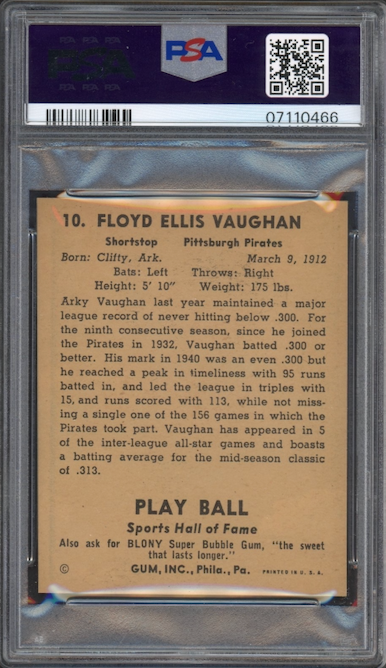 PSA
PSA
07110466
10. FLOYD ELLIS VAUGHAN
Shortstop Pittsburgh Pirates
Born: Clifty, Ark. March 9, 1912
Bats: Left Throws: Right
Height: 5' 10" Weight: 175 lbs.
Arky Vaughan last year maintained a major
league record of never hitting below .300. For
the ninth consecutive season, since he joined
the Pirates in 1932, Vaughan batted .300 or
better. His mark in 1940 was an even .300 but
he reached a peak in timeliness with 95 runs
batted in, and led the league in triples with
15, and runs scored with 113, while not miss-
ing a single one of the 156 games in which the
Pirates took part. Vaughan has appeared in 5
of the inter-league all-star games and boasts
a batting average for the mid-season classic
of .313.
PLAY BALL
Sports Hall of Fame
Also ask for BLONY Super Bubble Gum, "the sweet
that lasts longer."
© GUM, INC., Phila., Pa. PRINTED IN U. S. A.